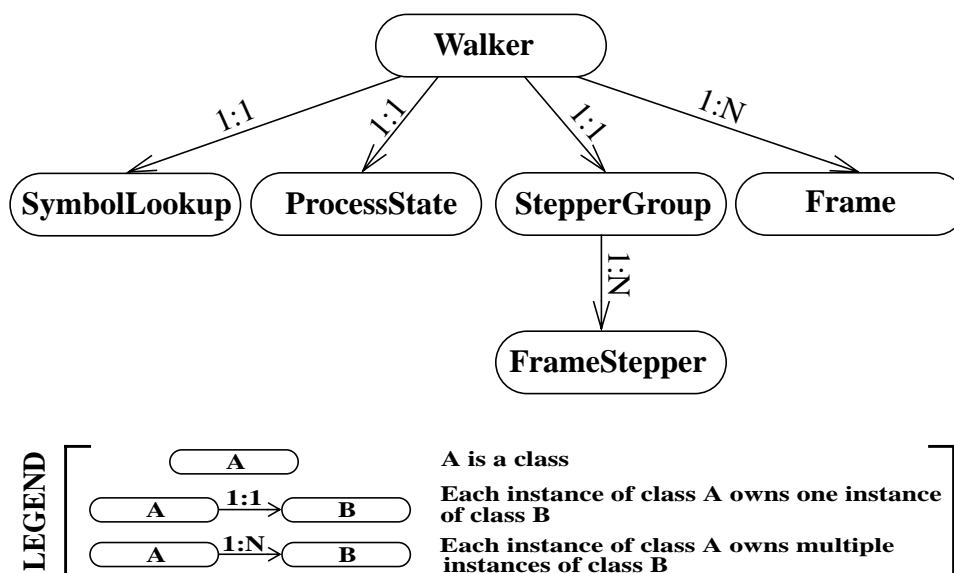 Walker
1:1
1:1
1:1
1:N
SymbolLookup
ProcessState
StepperGroup
Frame
1:N
FrameStepper
LEGEND
A
A is a class
A
1:1
B
Each instance of class A owns one instance
of class B
A
1:N
B
Each instance of class A owns multiple
instances of class B